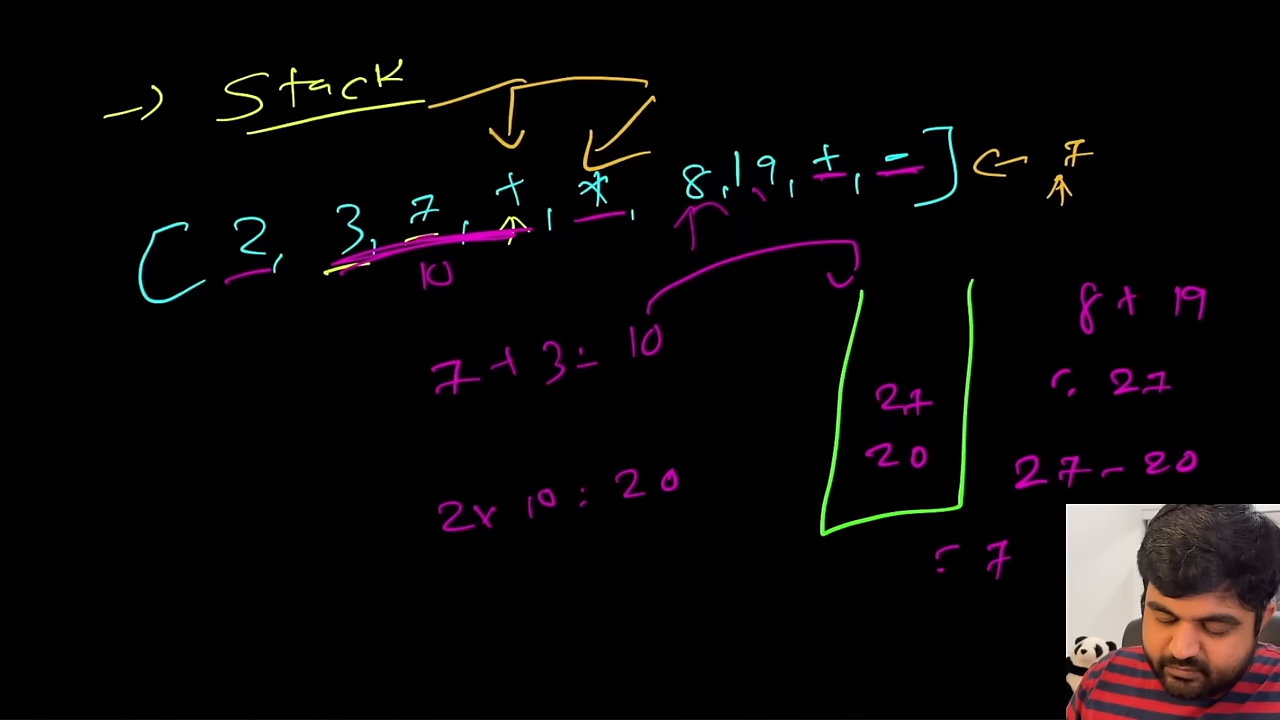 → Stack
[ 2, 3, 7, +, *, 8, 19, +, - ] ← 7
10
7 + 3 = 10
2 x 10 = 20
27
20
8 + 19
= 27
27 - 20
= 7